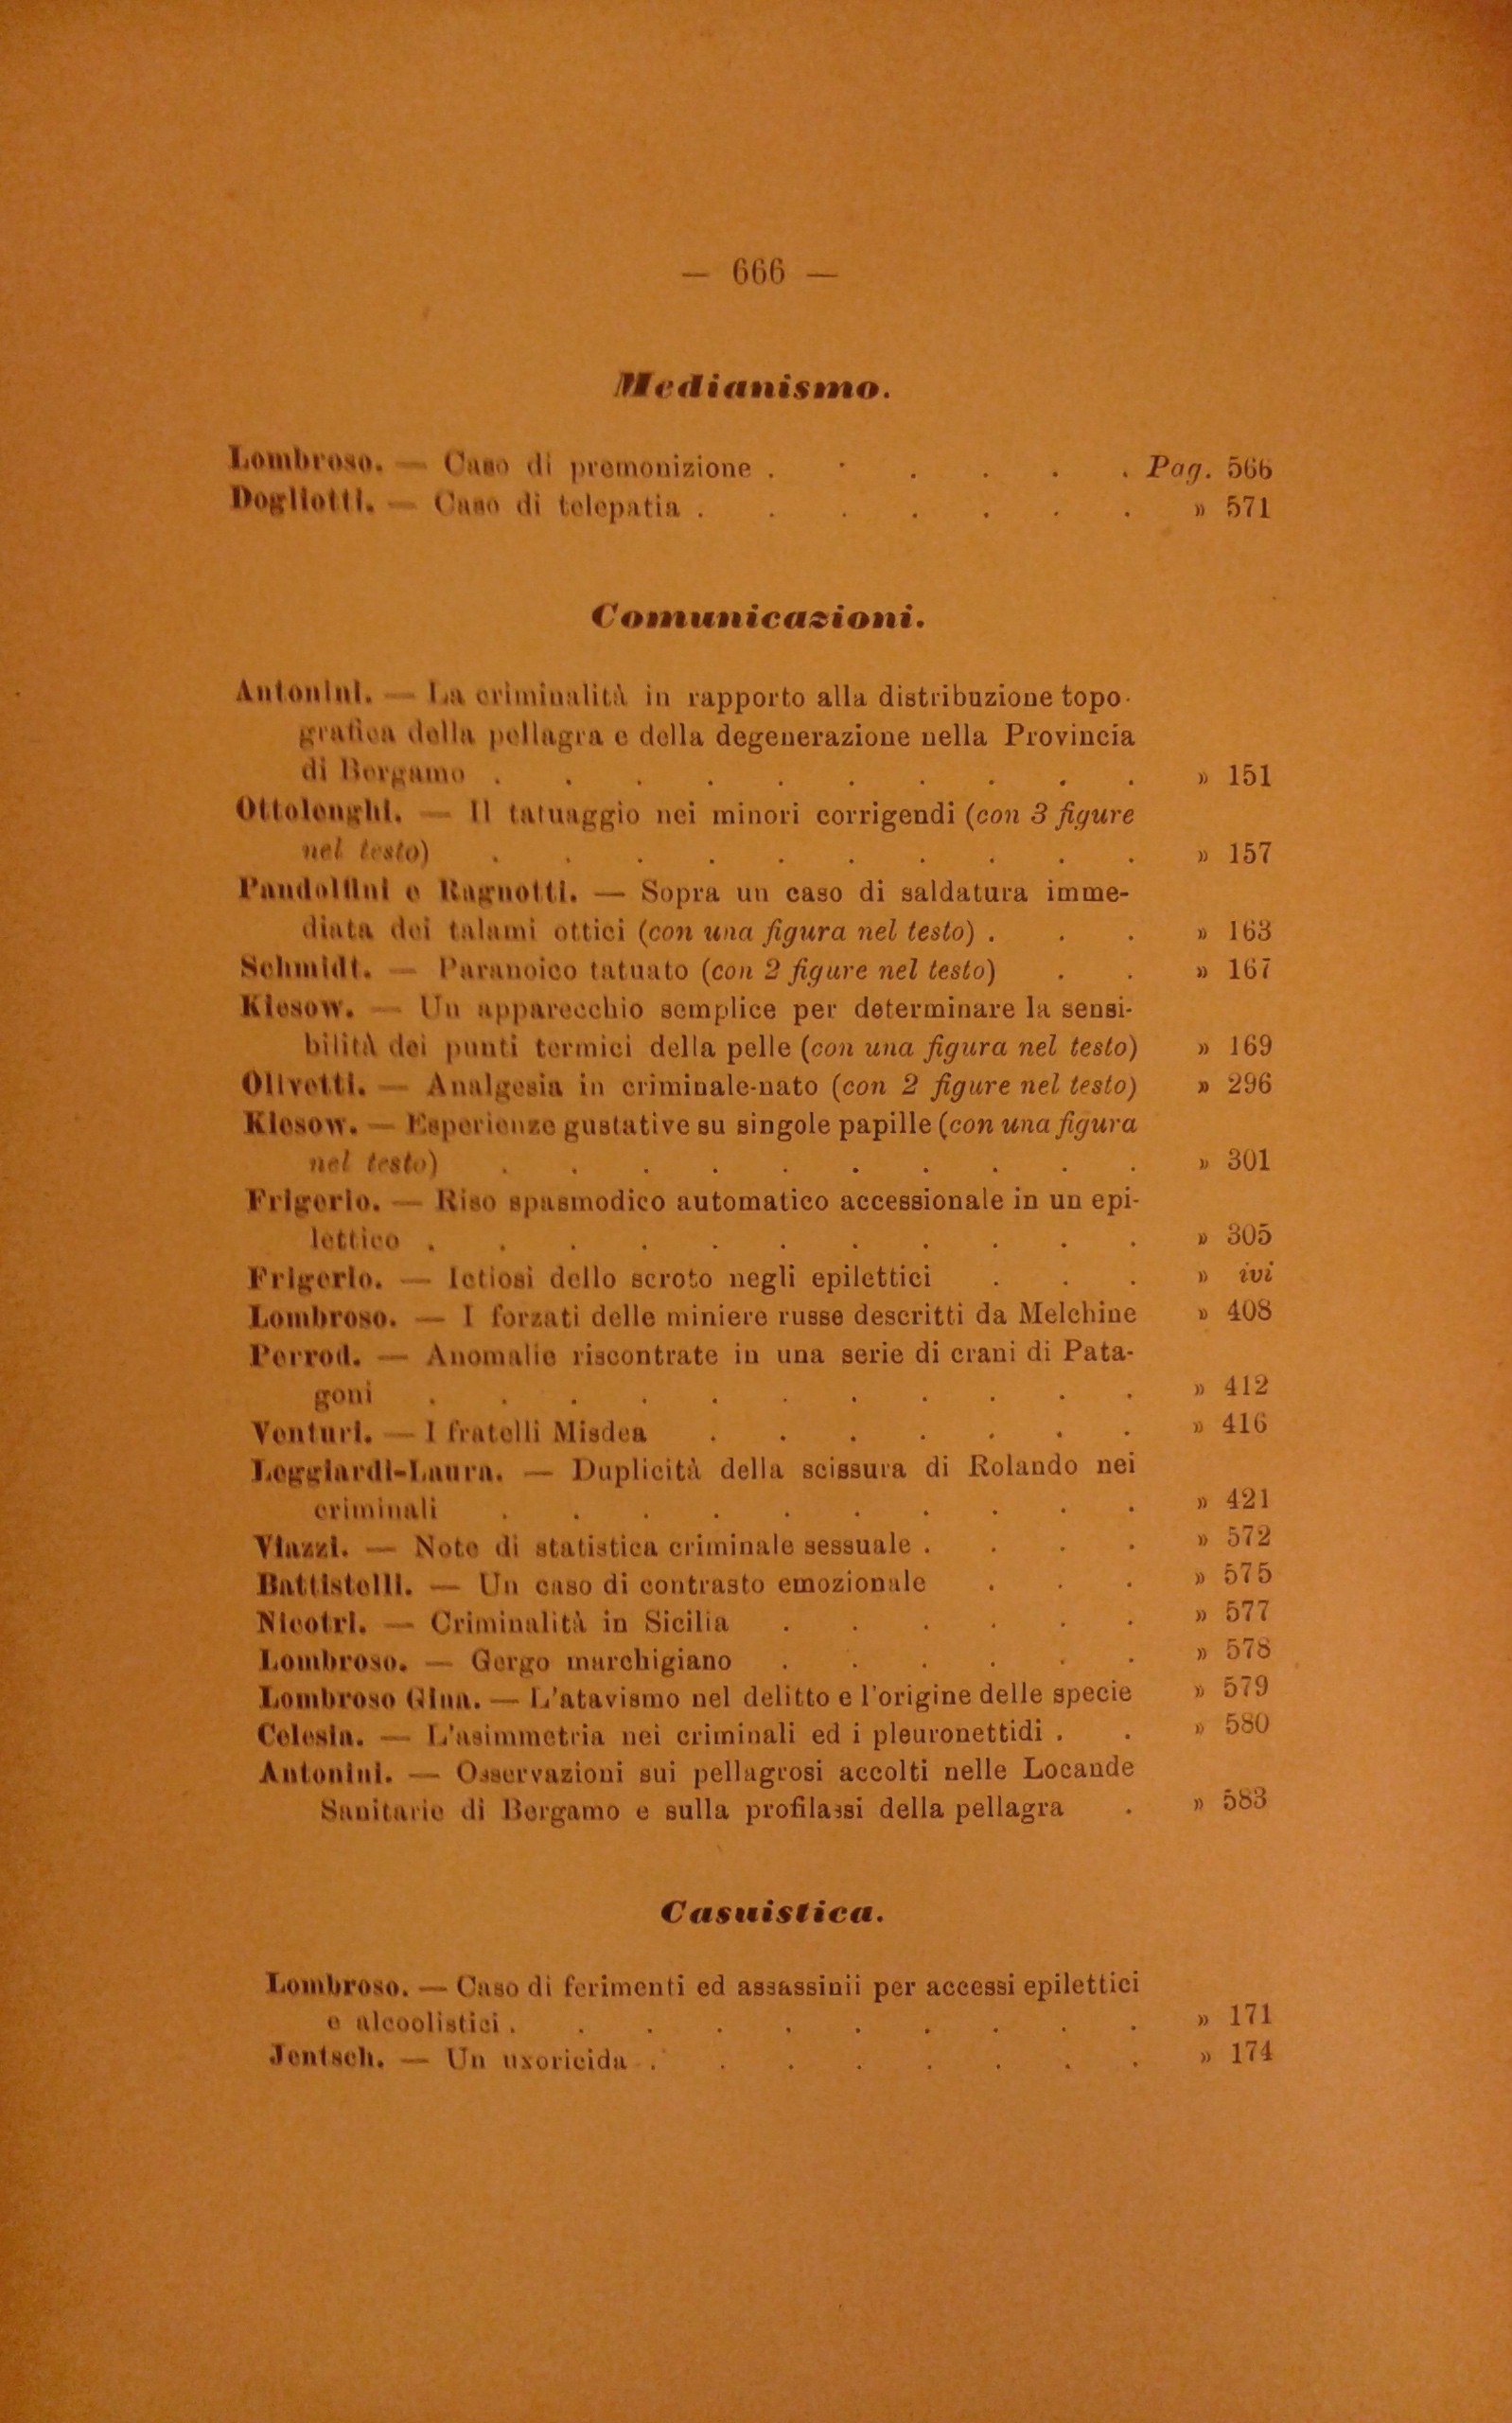 — 666 —
Medianismo.
Lombroso. — Caso di premonizione . . . . . . Pag. 566
Dogliotti. — Caso di telepatia . . . . . . . » 571
Comunicazioni.
Antonini. — La criminalità in rapporto alla distribuzione topo-
grafica della pellagra e della degenerazione nella Provincia
di Bergamo . . . . . . . . . . » 151
Ottolenghi. — Il tatuaggio nei minori corrigendi (con 3 figure
nel testo) . . . . . . . . . . » 157
Pandolfini e Ragnotti. — Sopra un caso di saldatura imme-
diata dei talami ottici (con una figura nel testo) . . . » 163
Schmidt. — Paranoico tatuato (con 2 figure nel testo) . . » 167
Kiesow. — Un apparecchio semplice per determinare la sensi-
bilità dei punti termici della pelle (con una figura nel testo) » 169
Olivetti. — Analgesia in criminale-nato (con 2 figure nel testo) » 296
Kiesow. — Esperienze gustative su singole papille (con una figura
nel testo) . . . . . . . . . . » 301
Frigerio. — Riso spasmodico automatico accessionale in un epi-
lettico . . . . . . . . . . . » 305
Frigerio. — Ictiosi dello scroto negli epilettici . . . » ivi
Lombroso. — I forzati delle miniere russe descritti da Melchine » 408
Perrod. — Anomalie riscontrate in una serie di crani di Pata-
goni . . . . . . . . . . . » 412
Venturi. — I fratelli Misdea . . . . . . . » 416
Leggiardi-Laura. — Duplicità della scissura di Rolando nei
criminali . . . . . . . . . . » 421
Viazzi. — Note di statistica criminale sessuale . . . . » 572
Battistelli. — Un caso di contrasto emozionale . . . » 575
Nicotri. — Criminalità in Sicilia . . . . . . » 577
Lombroso. — Gergo marchigiano . . . . . . » 578
Lombroso Gina. — L'atavismo nel delitto e l'origine delle specie » 579
Celesia. — L'asimmetria nei criminali ed i pleuronettidi . . » 580
Antonini. — Osservazioni sui pellagrosi accolti nelle Locande
Sanitarie di Bergamo e sulla profilassi della pellagra . » 583
Casuistica.
Lombroso. — Caso di ferimenti ed assassinii per accessi epilettici
e alcoolistici . . . . . . . . . . » 171
Jentsch. — Un uxoricida . . . . . . . . » 174